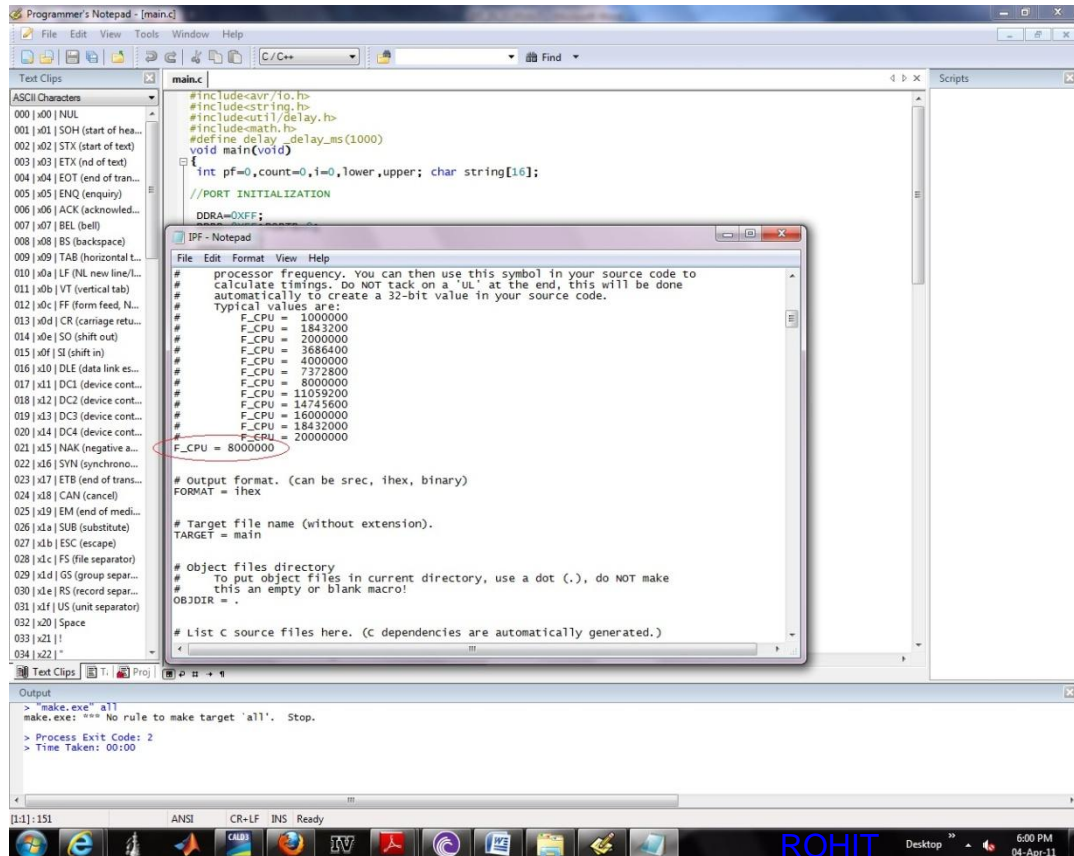 Programmer's Notepad - [main.c]
File Edit View Tools Window Help
C/C++
Find
Text Clips
main.c
Scripts
ASCII Characters
000 | x00 | NUL
001 | x01 | SOH (start of hea...
002 | x02 | STX (start of text)
003 | x03 | ETX (nd of text)
004 | x04 | EOT (end of tran...
005 | x05 | ENQ (enquiry)
006 | x06 | ACK (acknowled...
007 | x07 | BEL (bell)
008 | x08 | BS (backspace)
009 | x09 | TAB (horizontal t...
010 | x0a | LF (NL new line/l...
011 | x0b | VT (vertical tab)
012 | x0c | FF (form feed, N...
013 | x0d | CR (carriage retu...
014 | x0e | SO (shift out)
015 | x0f | SI (shift in)
016 | x10 | DLE (data link es...
017 | x11 | DC1 (device cont...
018 | x12 | DC2 (device cont...
019 | x13 | DC3 (device cont...
020 | x14 | DC4 (device cont...
021 | x15 | NAK (negative a...
022 | x16 | SYN (synchrono...
023 | x17 | ETB (end of trans...
024 | x18 | CAN (cancel)
025 | x19 | EM (end of medi...
026 | x1a | SUB (substitute)
027 | x1b | ESC (escape)
028 | x1c | FS (file separator)
029 | x1d | GS (group separ...
030 | x1e | RS (record separ...
031 | x1f | US (unit separator)
032 | x20 | Space
033 | x21 | !
034 | x22 | "
Text Clips
Proj
#include<avr/io.h>
#include<string.h>
#include<util/delay.h>
#include<math.h>
#define delay _delay_ms(1000)
void main(void)
{
int pf=0,count=0,i=0,lower,upper; char string[16];
//PORT INITIALIZATION
DDRA=0XFF;
IPF - Notepad
File Edit Format View Help
# processor frequency. You can then use this symbol in your source code to
# calculate timings. Do NOT tack on a 'UL' at the end, this will be done
# automatically to create a 32-bit value in your source code.
# Typical values are:
# F_CPU = 1000000
# F_CPU = 1843200
# F_CPU = 2000000
# F_CPU = 3686400
# F_CPU = 4000000
# F_CPU = 7372800
# F_CPU = 8000000
# F_CPU = 11059200
# F_CPU = 14745600
# F_CPU = 16000000
# F_CPU = 18432000
# F_CPU = 20000000
F_CPU = 8000000
# Output format. (can be srec, ihex, binary)
FORMAT = ihex
# Target file name (without extension).
TARGET = main
# Object files directory
# To put object files in current directory, use a dot (.), do NOT make
# this an empty or blank macro!
OBJDIR = .
# List C source files here. (C dependencies are automatically generated.)
Output
> "make.exe" all
make.exe: *** No rule to make target `all'. Stop.
> Process Exit Code: 2
> Time Taken: 00:00
[1:1] : 151 ANSI CR+LF INS Ready
CALD3
ROHIT
Desktop
6:00 PM
04-Apr-11